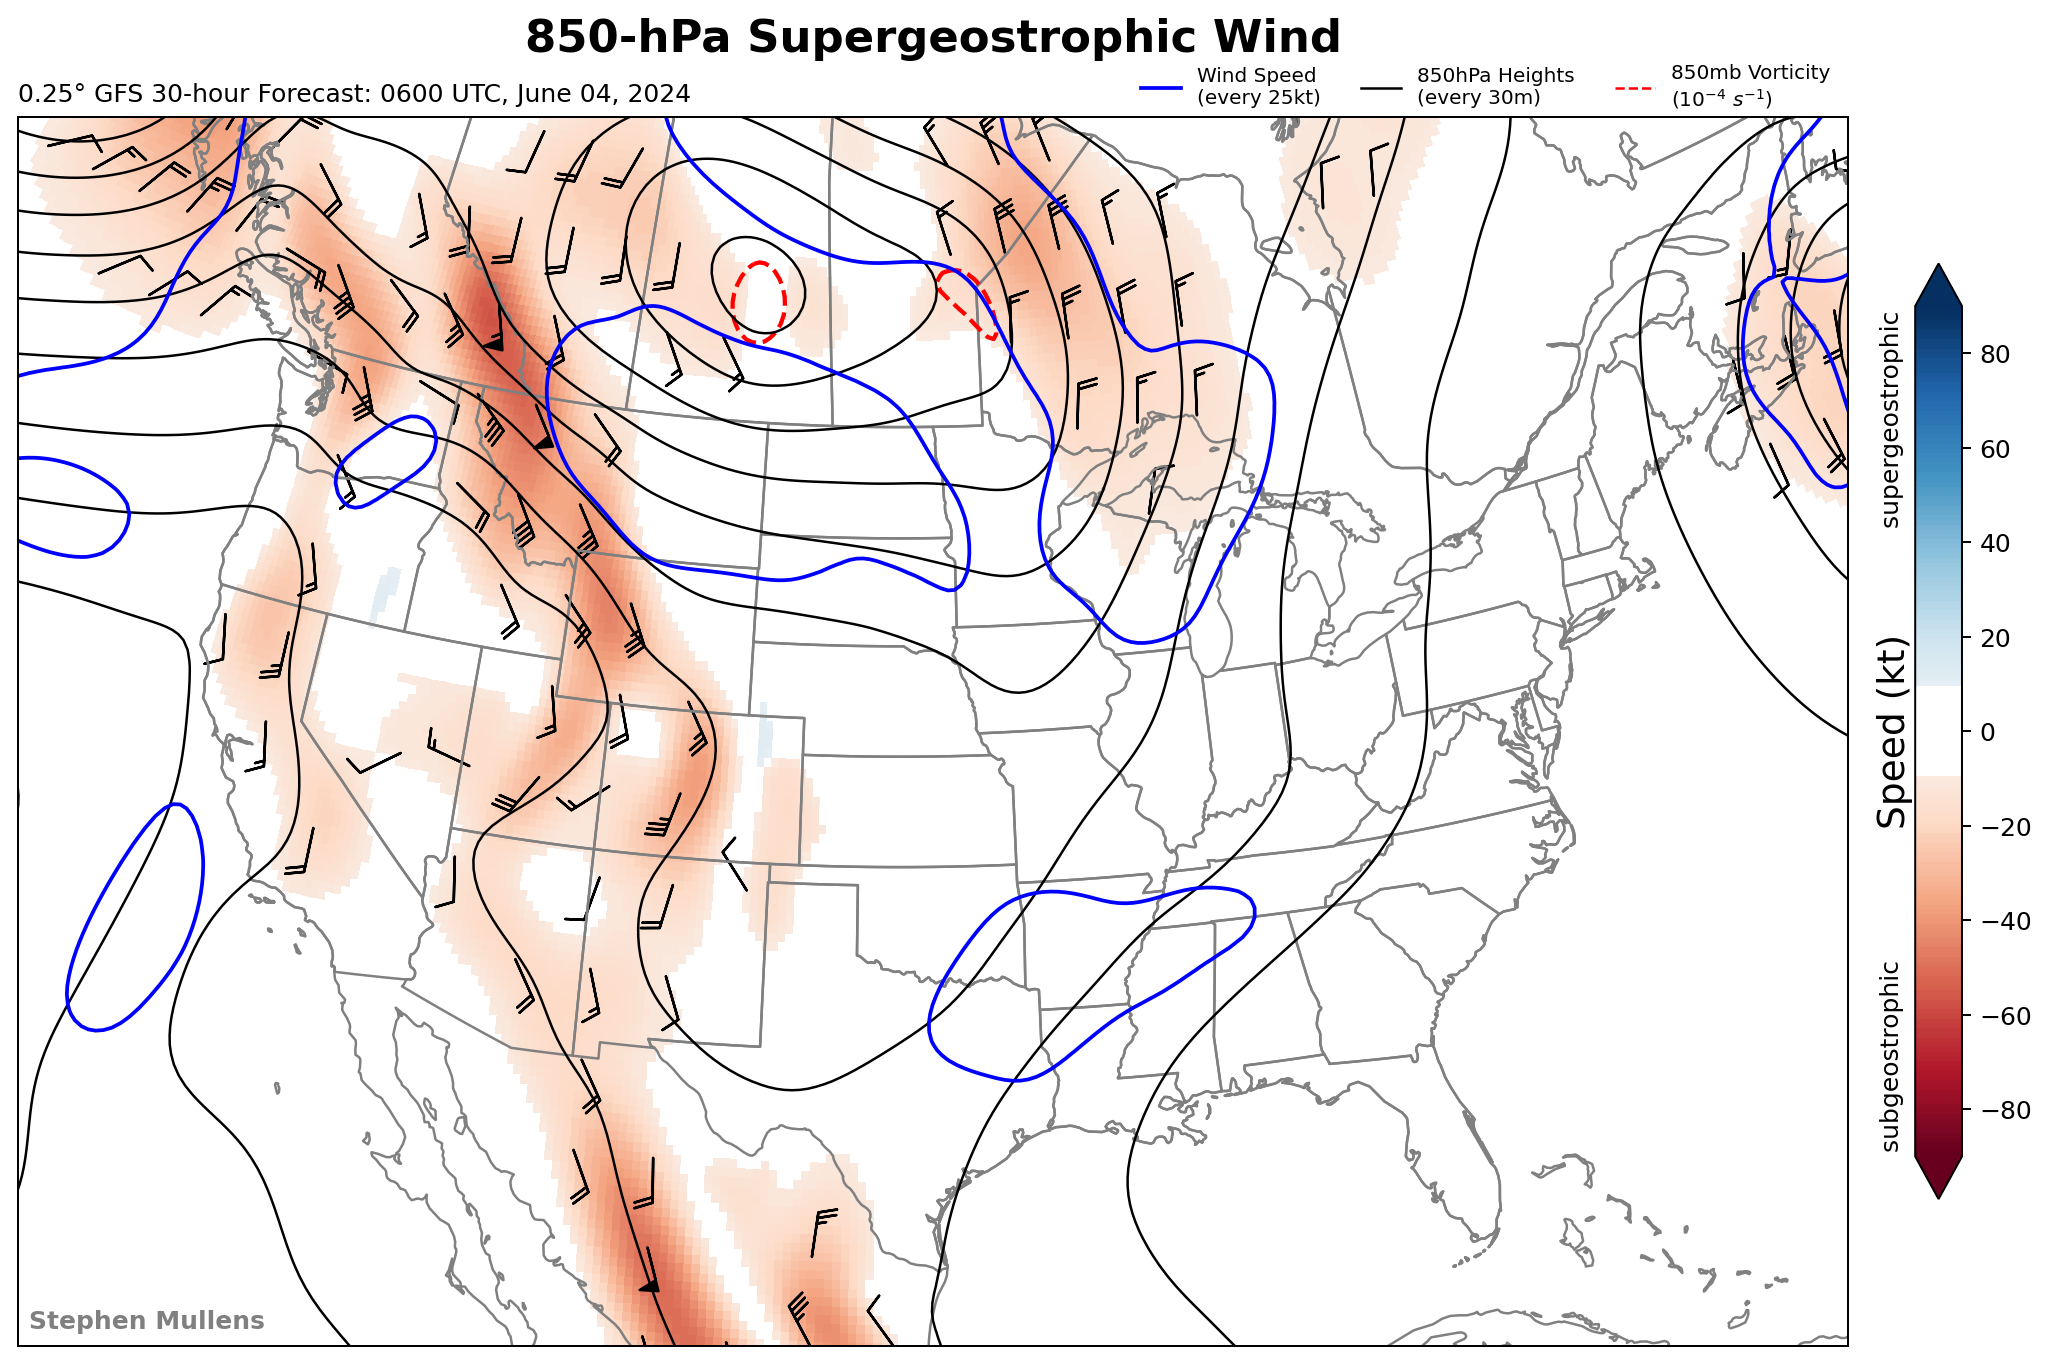 850-hPa Supergeostrophic Wind
0.25° GFS 30-hour Forecast: 0600 UTC, June 04, 2024
Wind Speed
(every 25kt)
850hPa Heights
(every 30m)
850mb Vorticity
(10⁻⁴ s⁻¹)
supergeostrophic
Speed (kt)
subgeostrophic
80
60
40
20
0
−20
−40
−60
−80
Stephen Mullens